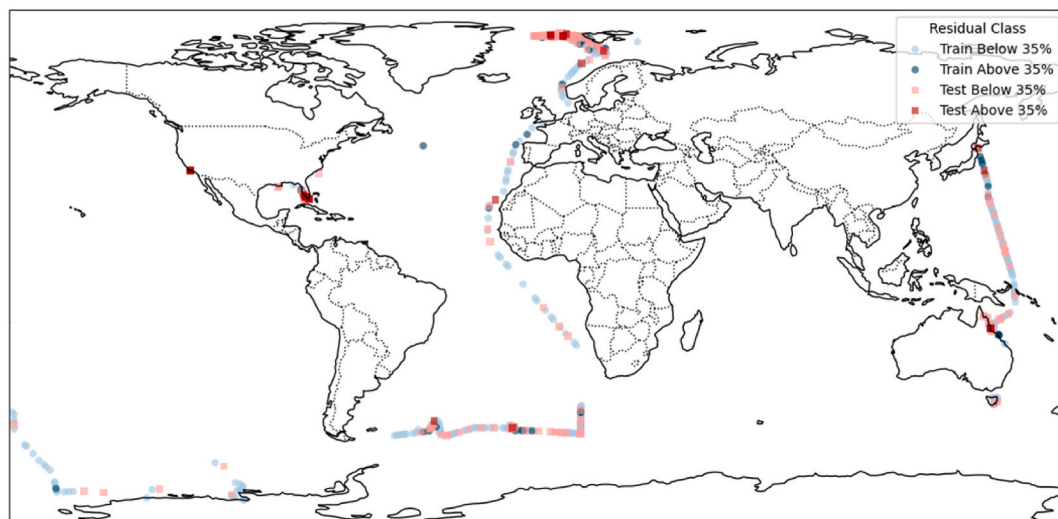 Residual Class
Train Below 35%
Train Above 35%
Test Below 35%
Test Above 35%